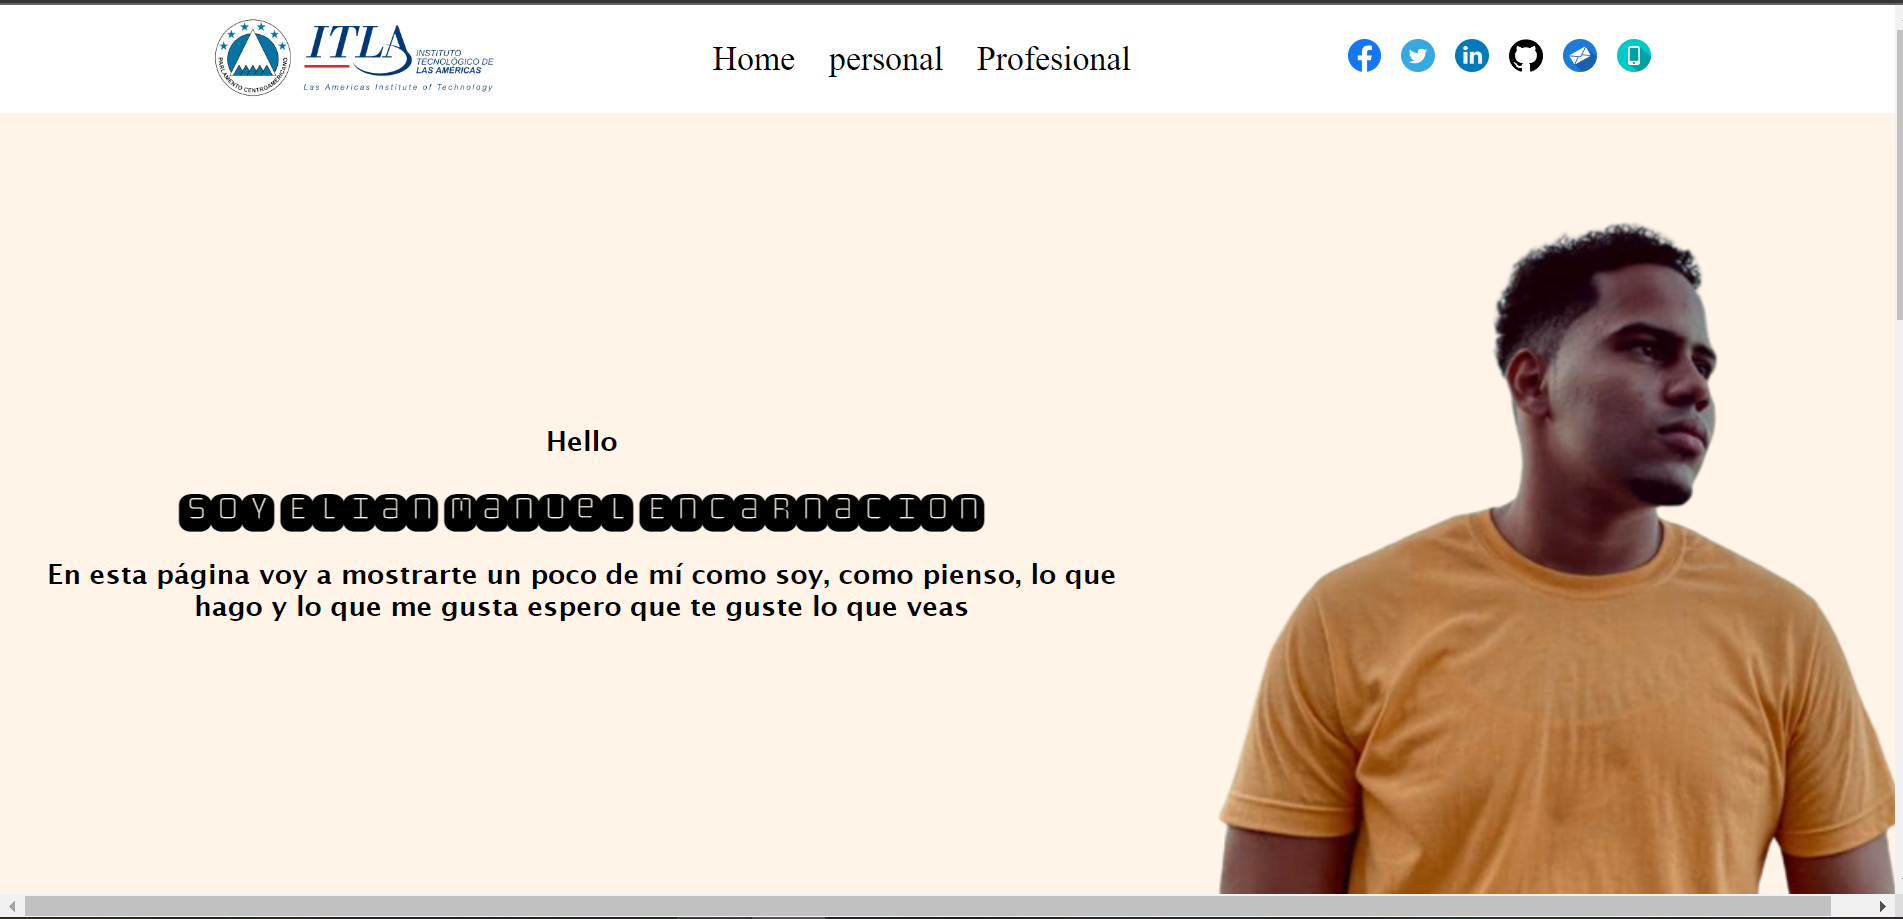 PARLAMENTO CENTROAMERICANO
ITLA
INSTITUTO
TECNOLÓGICO DE
LAS AMÉRICAS
Las Americas Institute of Technology
Home personal Profesional
Hello
SOY ELIAN MANUEL ENCARNACION
En esta página voy a mostrarte un poco de mí como soy, como pienso, lo que
hago y lo que me gusta espero que te guste lo que veas